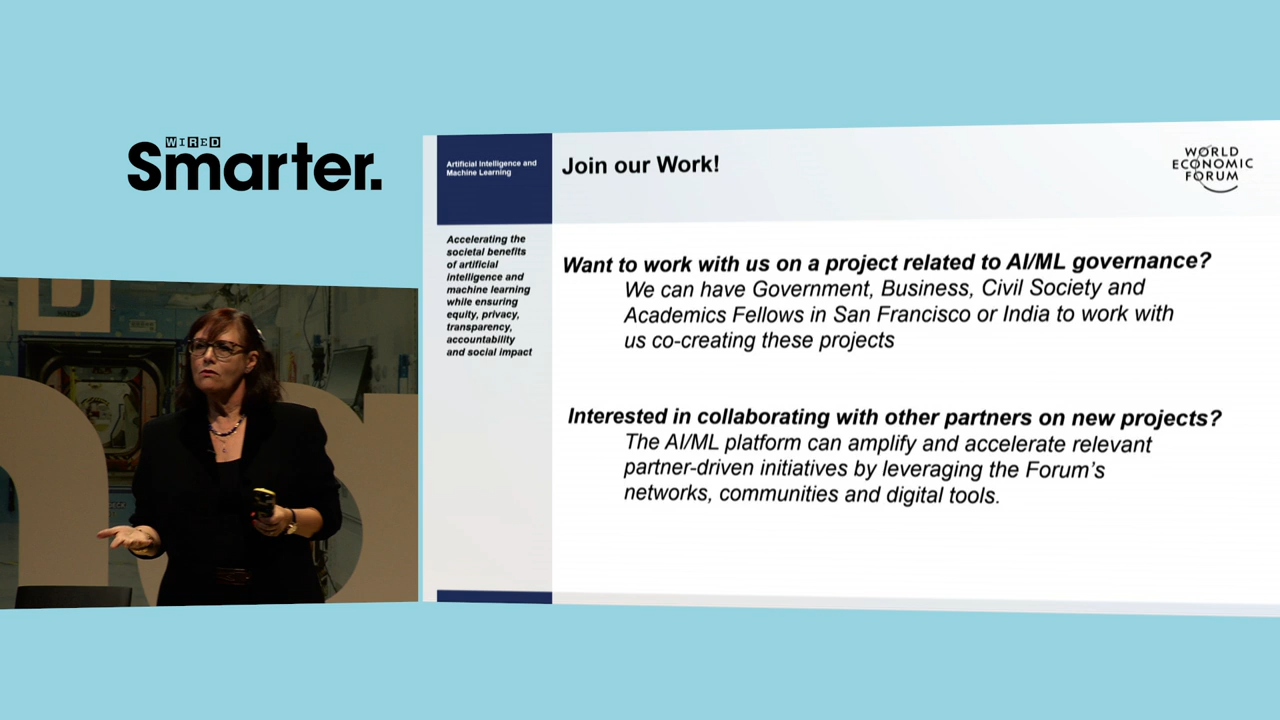 WIRED
Smarter.
Artificial Intelligence and
Machine Learning
Join our Work!
WORLD
ECONOMIC
FORUM
Accelerating the
societal benefits
of artificial
intelligence and
machine learning
while ensuring
equity, privacy,
transparency,
accountability
and social impact
Want to work with us on a project related to AI/ML governance?
We can have Government, Business, Civil Society and
Academics Fellows in San Francisco or India to work with
us co-creating these projects
Interested in collaborating with other partners on new projects?
The AI/ML platform can amplify and accelerate relevant
partner-driven initiatives by leveraging the Forum's
networks, communities and digital tools.